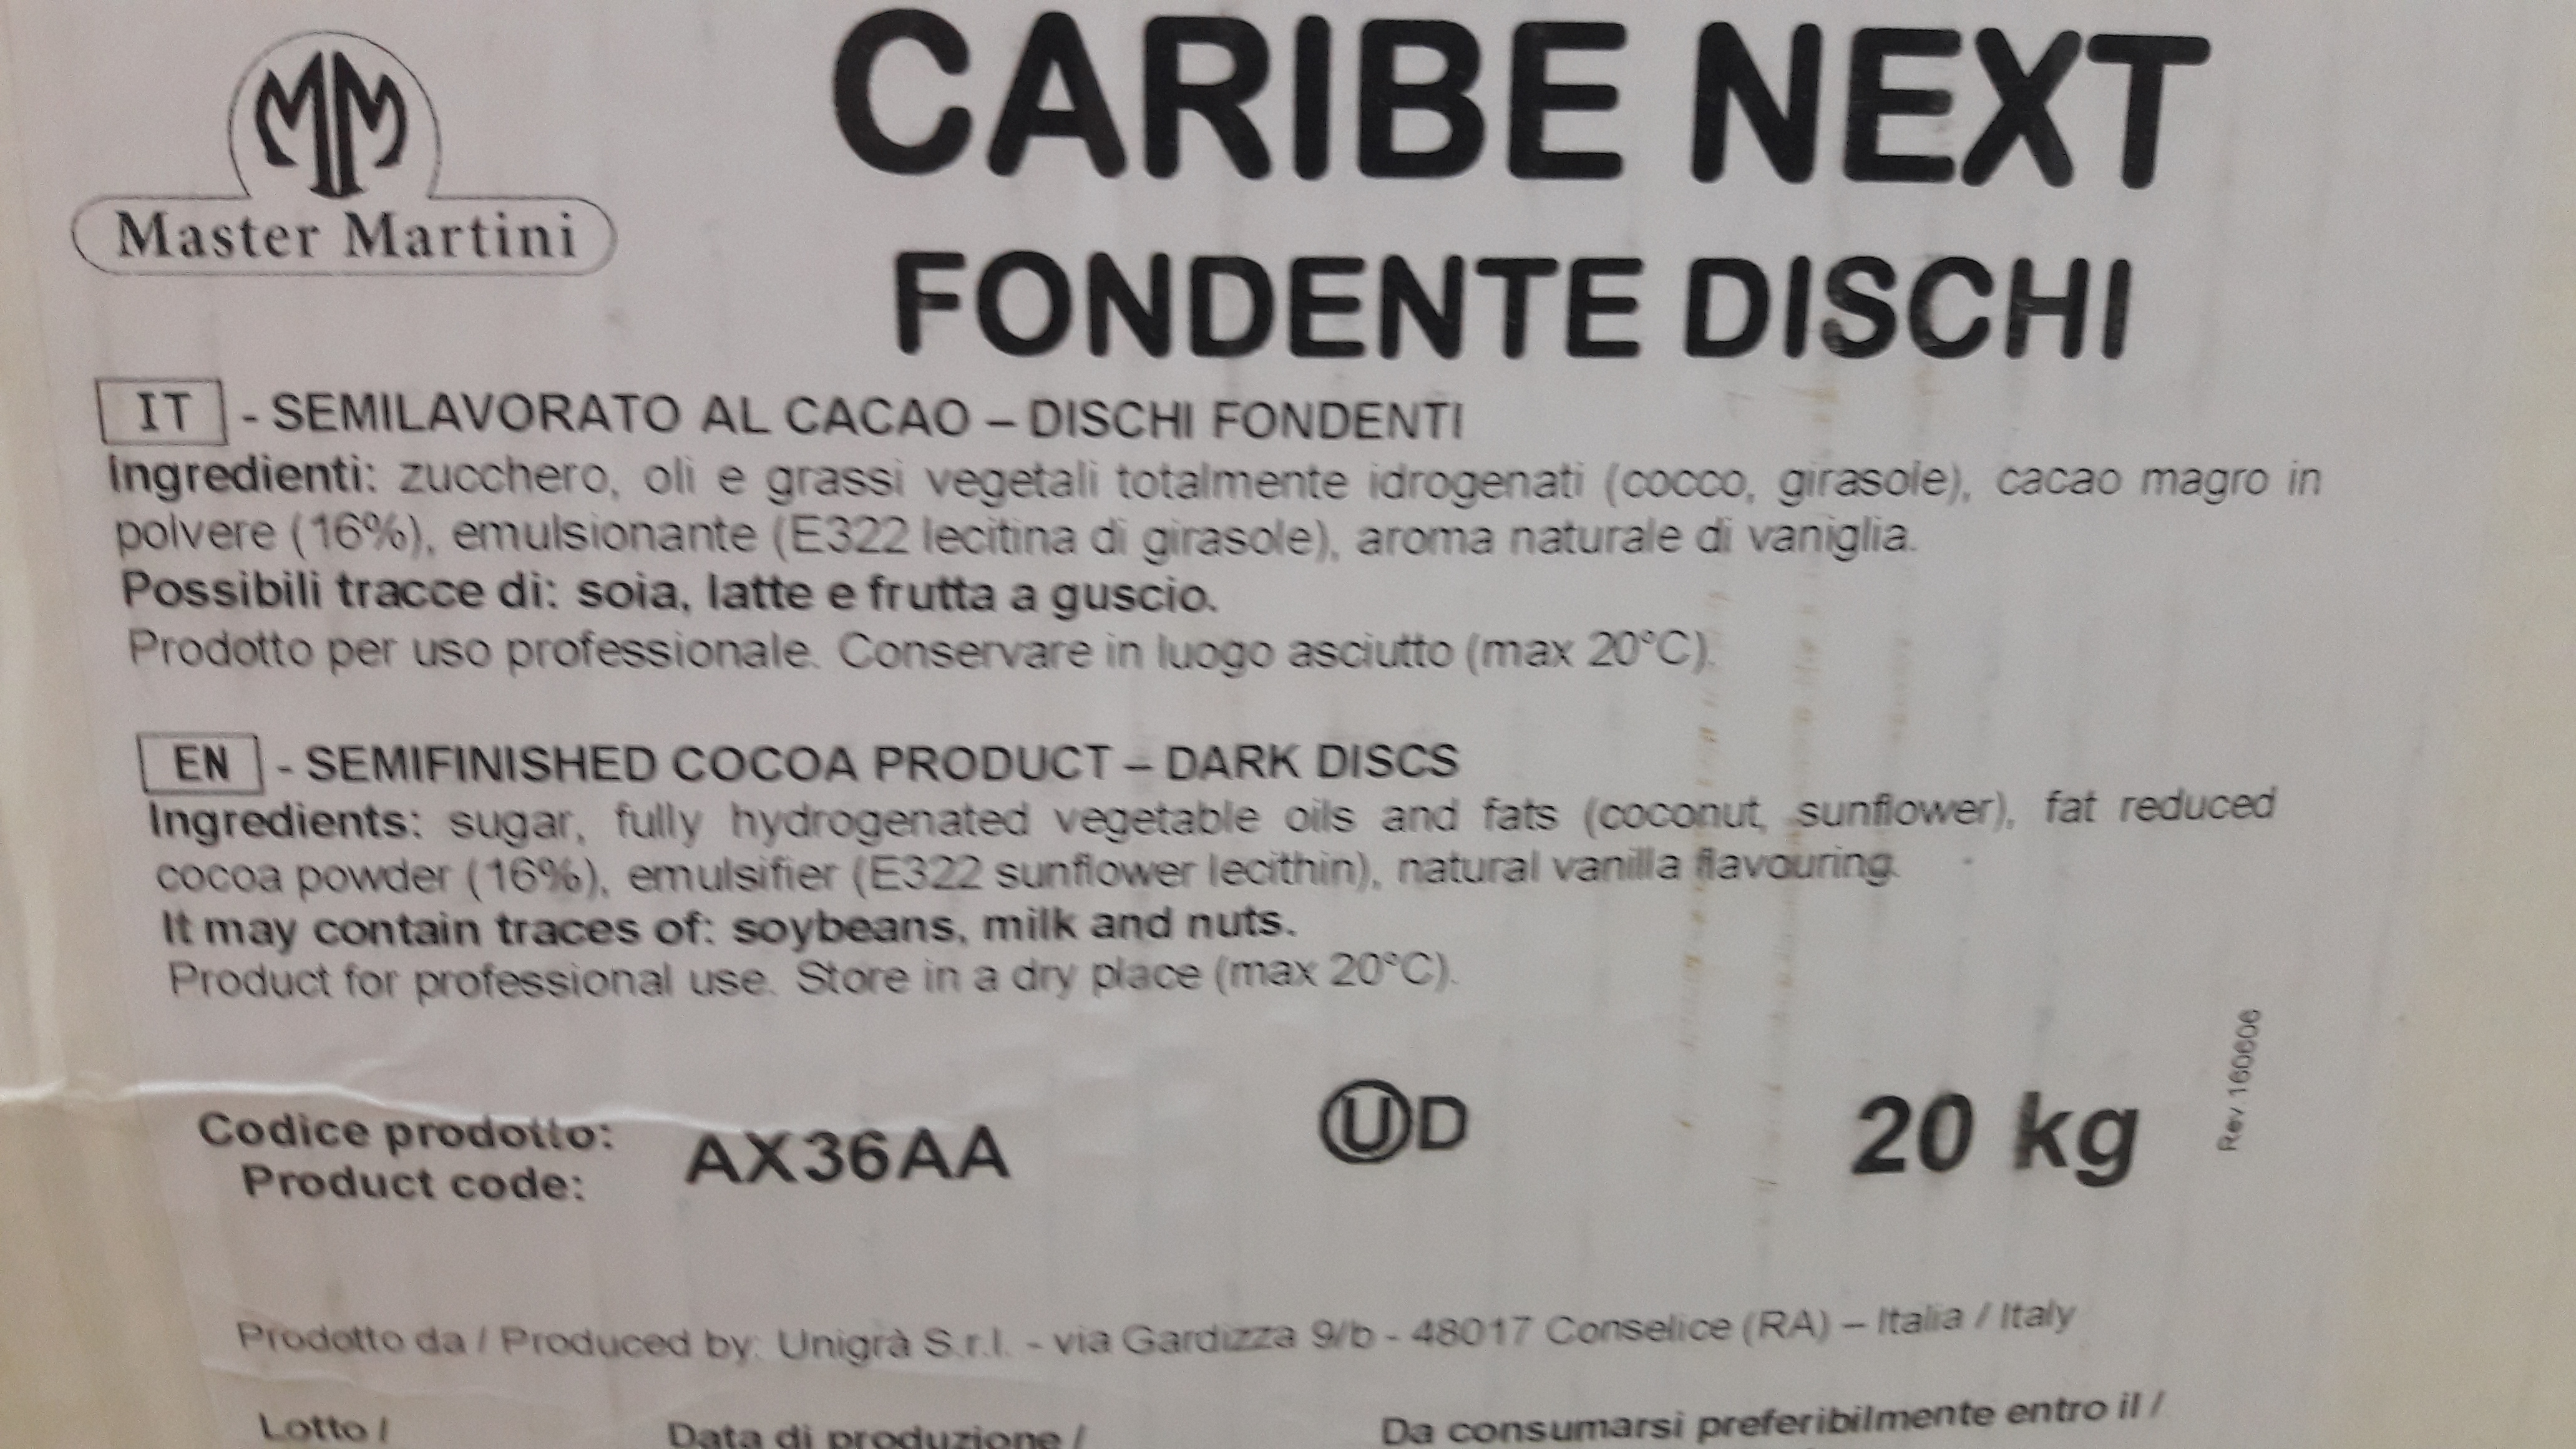 MM
Master Martini
CARIBE NEXT
FONDENTE DISCHI
IT - SEMILAVORATO AL CACAO – DISCHI FONDENTI
Ingredienti: zucchero, oli e grassi vegetali totalmente idrogenati (cocco, girasole), cacao magro in
polvere (16%), emulsionante (E322 lecitina di girasole), aroma naturale di vaniglia.
Possibili tracce di: soia, latte e frutta a guscio.
Prodotto per uso professionale. Conservare in luogo asciutto (max 20°C).
EN - SEMIFINISHED COCOA PRODUCT – DARK DISCS
Ingredients: sugar, fully hydrogenated vegetable oils and fats (coconut, sunflower), fat reduced
cocoa powder (16%), emulsifier (E322 sunflower lecithin), natural vanilla flavouring.
It may contain traces of: soybeans, milk and nuts.
Product for professional use. Store in a dry place (max 20°C).
Codice prodotto:
Product code:
AX36AA
UD
20 kg
Rev.160606
Prodotto da / Produced by: Unigrà S.r.l. - via Gardizza 9/b - 48017 Conselice (RA) – Italia / Italy
Lotto /
Data di produzione /
Da consumarsi preferibilmente entro il /